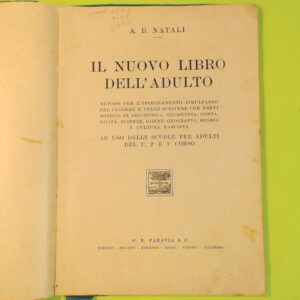 A. B. NATALI
IL NUOVO LIBRO
DELL'ADULTO
METODO PER L'INSEGNAMENTO SIMULTANEO
DEL LEGGERE E DELLO SCRIVERE CON BREVI
NOZIONI DI ARITMETICA, GEOMETRIA, CONTA-
BILITÀ, SCIENZE, IGIENE, GEOGRAFIA, STORIA
E CULTURA FASCISTA
AD USO DELLE SCUOLE PER ADULTI
DEL 1°, 2° E 3° CORSO
G. B. PARAVIA & C.
TORINO - MILANO - FIRENZE - ROMA - NAPOLI - PALERMO